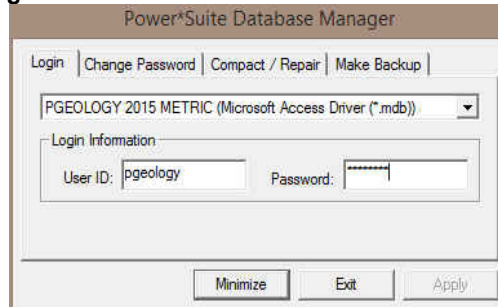 Power*Suite Database Manager
Login Change Password Compact / Repair Make Backup
PGEOLOGY 2015 METRIC (Microsoft Access Driver (*.mdb))
Login Information
User ID: pgeology Password: ********
Minimize Exit Apply